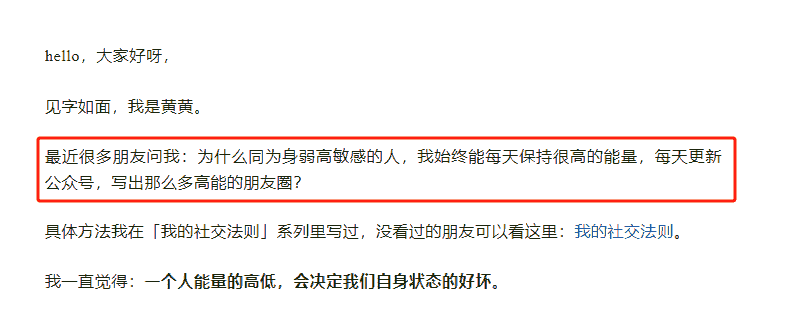 hello，大家好呀，
见字如面，我是黄黄。
最近很多朋友问我：为什么同为身弱高敏感的人，我始终能每天保持很高的能量，每天更新
公众号，写出那么多高能的朋友圈？
具体方法我在「我的社交法则」系列里写过，没看过的朋友可以看这里：我的社交法则。
我一直觉得：一个人能量的高低，会决定我们自身状态的好坏。